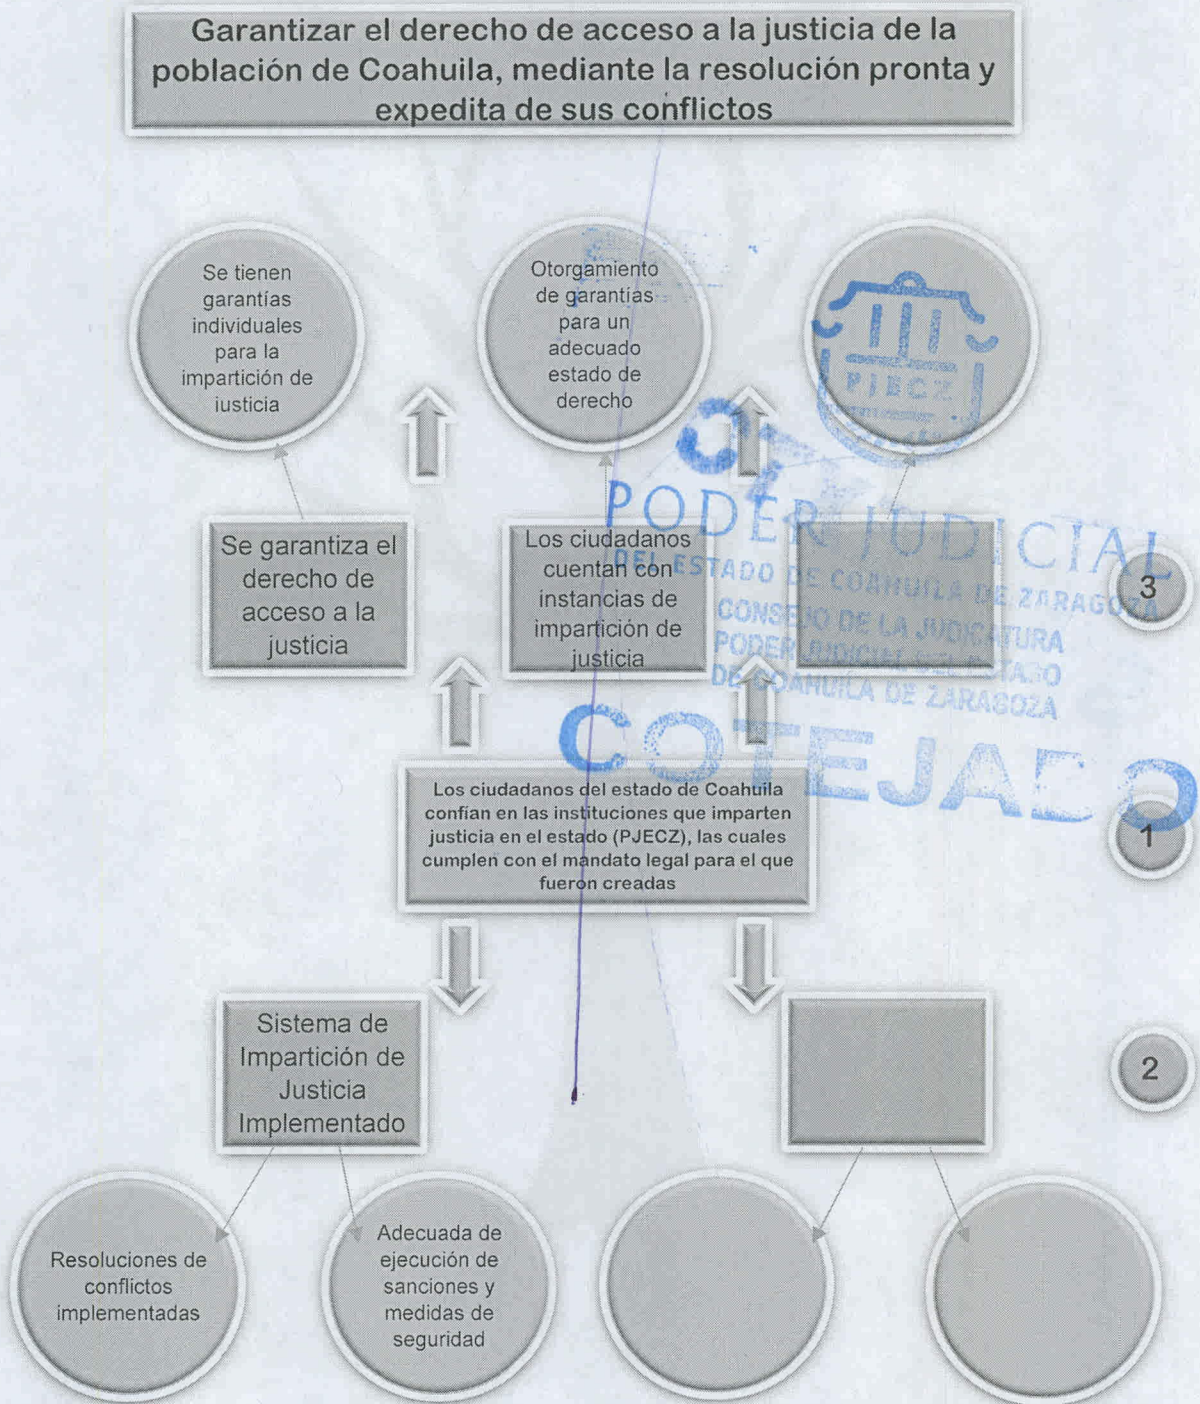 Garantizar el derecho de acceso a la justicia de la
población de Coahuila, mediante la resolución pronta y
expedita de sus conflictos
Se tienen
garantías
individuales
para la
impartición de
justicia
Otorgamiento
de garantías
para un
adecuado
estado de
derecho
PJECZ
Se garantiza el
derecho de
acceso a la
justicia
Los ciudadanos
cuentan con
instancias de
impartición de
justicia
PODER JUDICIAL
DEL ESTADO DE COAHUILA DE ZARAGOZA
CONSEJO DE LA JUDICATURA
PODER JUDICIAL DEL ESTADO
DE COAHUILA DE ZARAGOZA
COTEJADO
3
Los ciudadanos del estado de Coahuila
confían en las instituciones que imparten
justicia en el estado (PJECZ), las cuales
cumplen con el mandato legal para el que
fueron creadas
1
Sistema de
Impartición de
Justicia
Implementado
2
Resoluciones de
conflictos
implementadas
Adecuada de
ejecución de
sanciones y
medidas de
seguridad